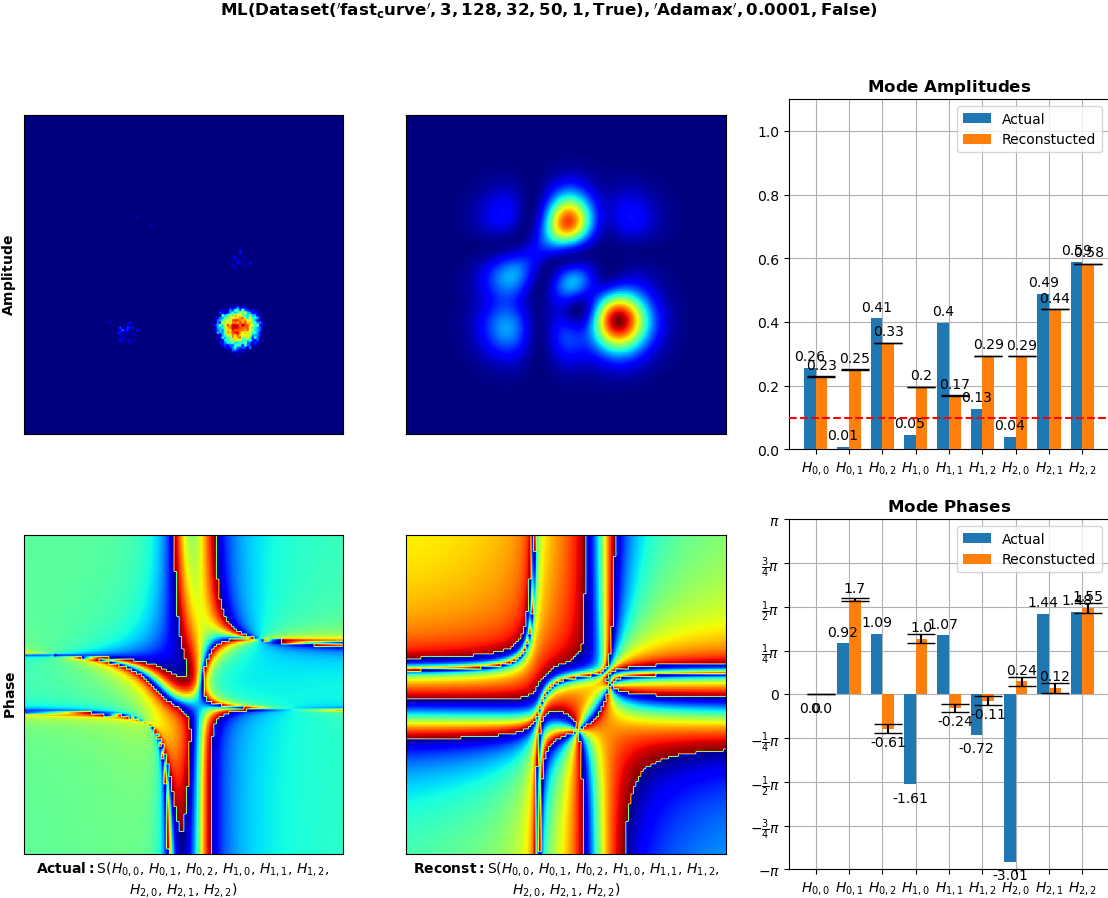 ML(Dataset(′fast_curve′, 3, 128, 32, 50, 1, True), ′Adamax′, 0.0001, False)
Amplitude
Mode Amplitudes
Actual
Reconstucted
1.0
0.8
0.6
0.4
0.2
0.0
0.26
0.23
0.01
0.25
0.41
0.33
0.05
0.2
0.4
0.17
0.13
0.29
0.04
0.29
0.49
0.44
0.59
0.58
H0,0 H0,1 H0,2 H1,0 H1,1 H1,2 H2,0 H2,1 H2,2
Phase
Mode Phases
Actual
Reconstucted
π
3/4π
1/2π
1/4π
0
−1/4π
−1/2π
−3/4π
−π
0.0
0.0
0.92
1.7
1.09
-0.61
-1.61
1.0
1.07
-0.24
-0.72
-0.11
-3.01
0.24
1.44
0.12
1.48
1.55
H0,0 H0,1 H0,2 H1,0 H1,1 H1,2 H2,0 H2,1 H2,2
Actual: S(H0,0, H0,1, H0,2, H1,0, H1,1, H1,2,
H2,0, H2,1, H2,2)
Reconst: S(H0,0, H0,1, H0,2, H1,0, H1,1, H1,2,
H2,0, H2,1, H2,2)